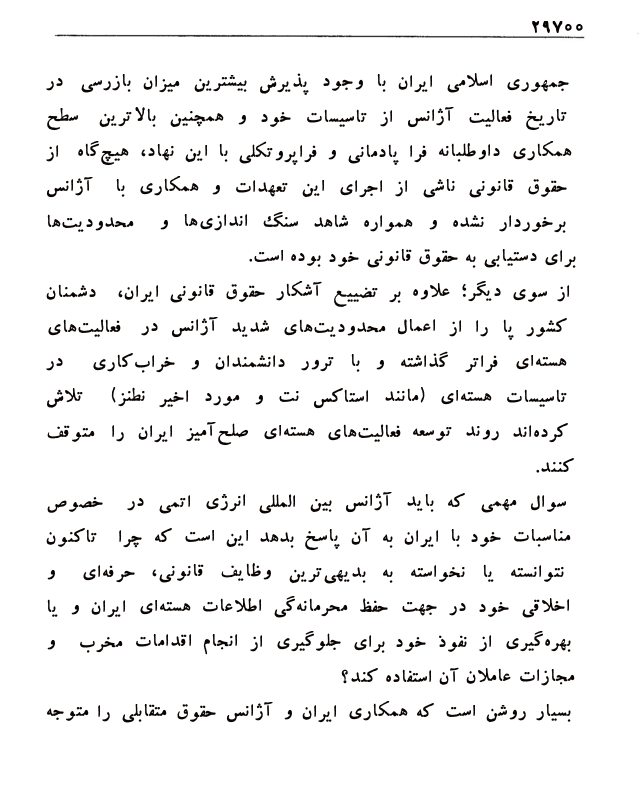 ۲۹۷۰۰
جمهوری اسلامی ایران با وجود پذیرش بیشترین میزان بازرسی در
تاریخ فعالیت آژانس از تاسیسات خود و همچنین بالاترین سطح
همکاری داوطلبانه فرا پادمانی و فراپروتکلی با این نهاد، هیچ‌گاه از
حقوق قانونی ناشی از اجرای این تعهدات و همکاری با آژانس
برخوردار نشده و همواره شاهد سنگ اندازی‌ها و محدودیت‌ها
برای دستیابی به حقوق قانونی خود بوده است.
از سوی دیگر؛ علاوه بر تضییع آشکار حقوق قانونی ایران، دشمنان
کشور پا را از اعمال محدودیت‌های شدید آژانس در فعالیت‌های
هسته‌ای فراتر گذاشته و با ترور دانشمندان و خراب‌کاری در
تاسیسات هسته‌ای (مانند استاکس نت و مورد اخیر نطنز) تلاش
کرده‌اند روند توسعه فعالیت‌های هسته‌ای صلح‌آمیز ایران را متوقف
کنند.
سوال مهمی که باید آژانس بین المللی انرژی اتمی در خصوص
مناسبات خود با ایران به آن پاسخ بدهد این است که چرا تاکنون
نتوانسته یا نخواسته به بدیهی‌ترین وظایف قانونی، حرفه‌ای و
اخلاقی خود در جهت حفظ محرمانه‌گی اطلاعات هسته‌ای ایران و یا
بهره‌گیری از نفوذ خود برای جلوگیری از انجام اقدامات مخرب و
مجازات عاملان آن استفاده کند؟
بسیار روشن است که همکاری ایران و آژانس حقوق متقابلی را متوجه